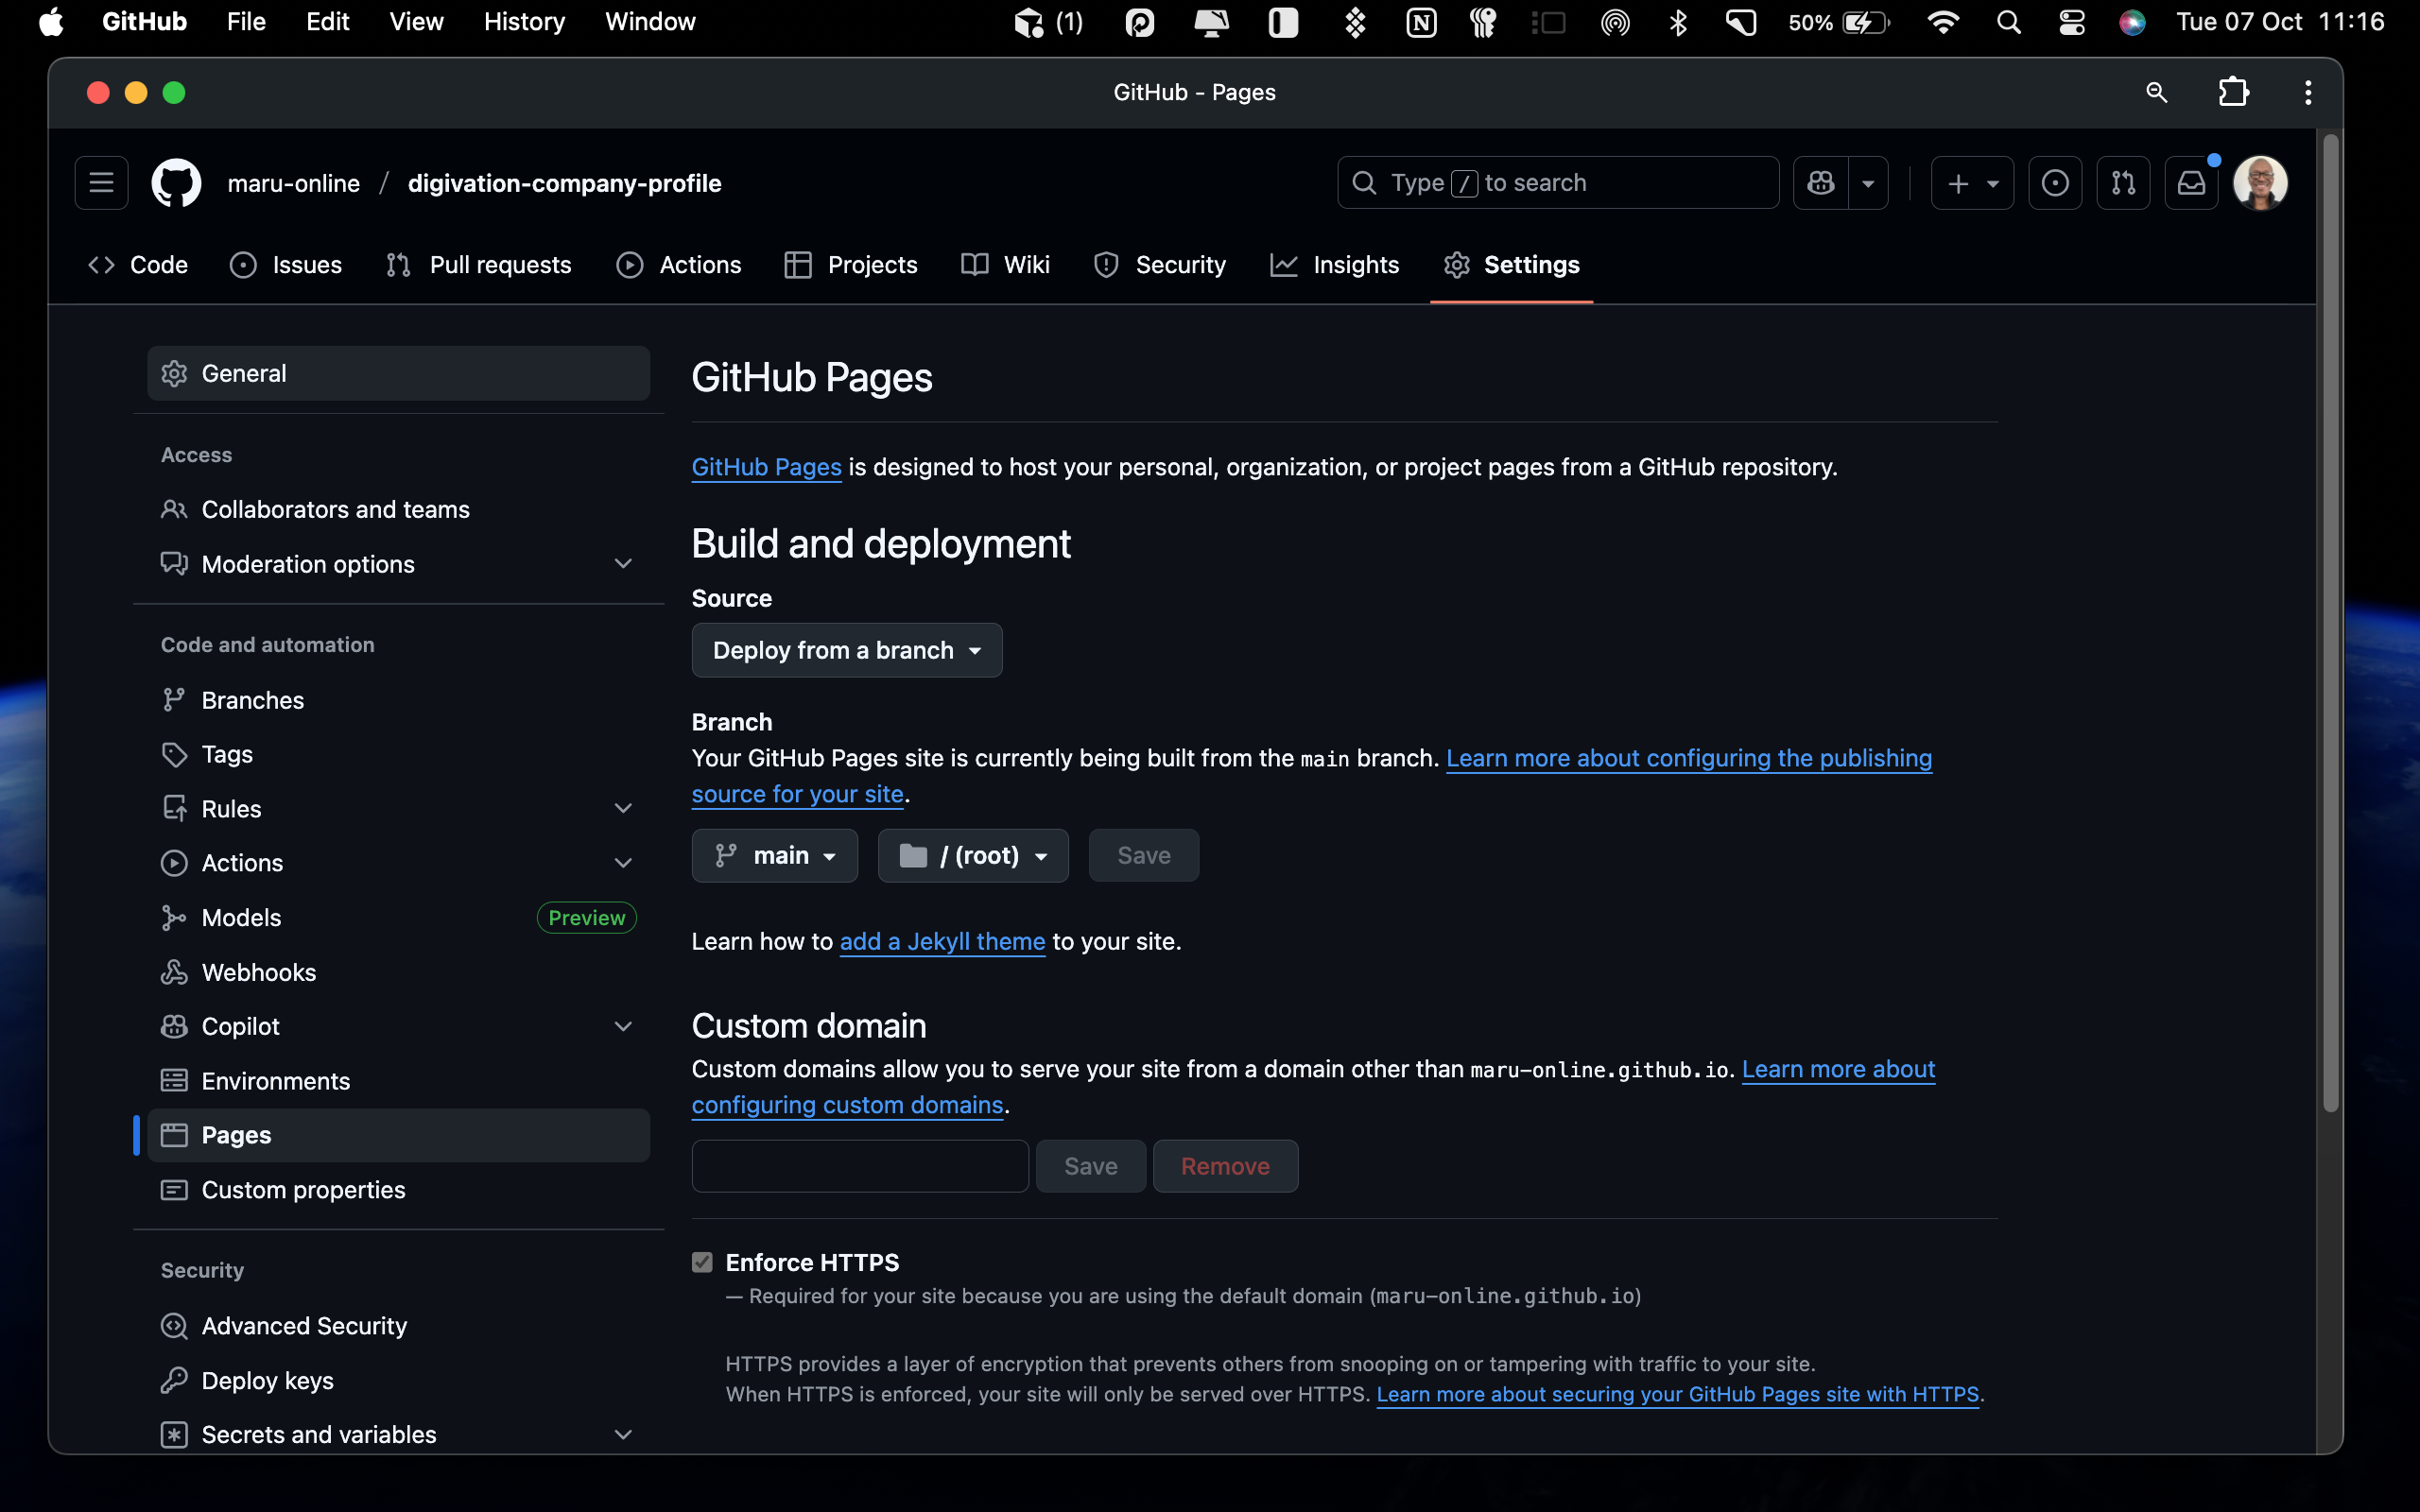 GitHub File Edit View History Window (1) 50% Tue 07 Oct 11:16
GitHub - Pages
maru-online / digivation-company-profile Type / to search
Code Issues Pull requests Actions Projects Wiki Security Insights Settings
General
Access
Collaborators and teams
Moderation options
Code and automation
Branches
Tags
Rules
Actions
Models Preview
Webhooks
Copilot
Environments
Pages
Custom properties
Security
Advanced Security
Deploy keys
Secrets and variables
GitHub Pages
GitHub Pages is designed to host your personal, organization, or project pages from a GitHub repository.
Build and deployment
Source
Deploy from a branch
Branch
Your GitHub Pages site is currently being built from the main branch. Learn more about configuring the publishing
source for your site.
main / (root) Save
Learn how to add a Jekyll theme to your site.
Custom domain
Custom domains allow you to serve your site from a domain other than maru-online.github.io. Learn more about
configuring custom domains.
Save Remove
Enforce HTTPS
— Required for your site because you are using the default domain (maru-online.github.io)
HTTPS provides a layer of encryption that prevents others from snooping on or tampering with traffic to your site.
When HTTPS is enforced, your site will only be served over HTTPS. Learn more about securing your GitHub Pages site with HTTPS.